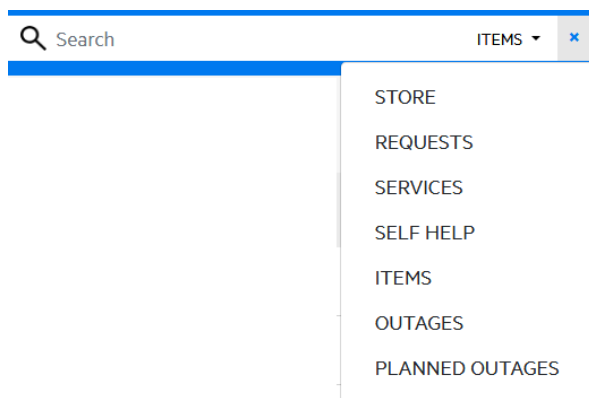 Search ITEMS
STORE
REQUESTS
SERVICES
SELF HELP
ITEMS
OUTAGES
PLANNED OUTAGES